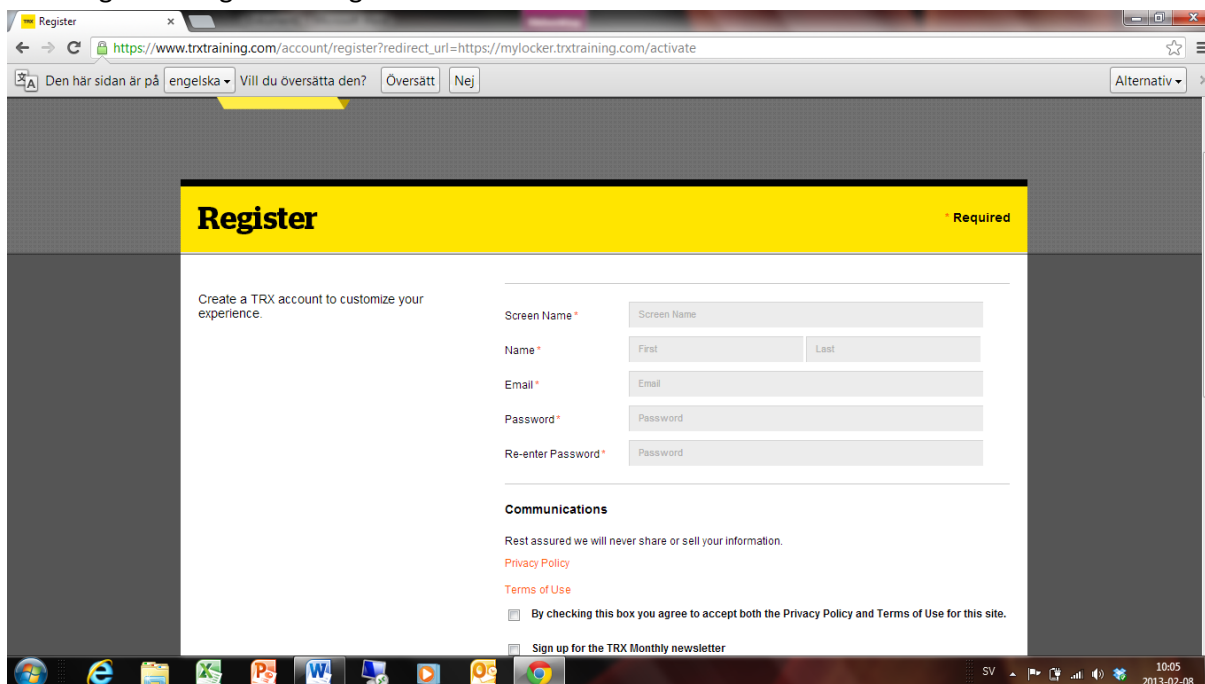 TRX Register
https://www.trxtraining.com/account/register?redirect_url=https://mylocker.trxtraining.com/activate
Den här sidan är på engelska Vill du översätta den? Översätt Nej Alternativ
Register * Required
Create a TRX account to customize your
experience.
Screen Name * Screen Name
Name * First Last
Email * Email
Password * Password
Re-enter Password * Password
Communications
Rest assured we will never share or sell your information.
Privacy Policy
Terms of Use
By checking this box you agree to accept both the Privacy Policy and Terms of Use for this site.
Sign up for the TRX Monthly newsletter
SV 10:05
2013-02-08